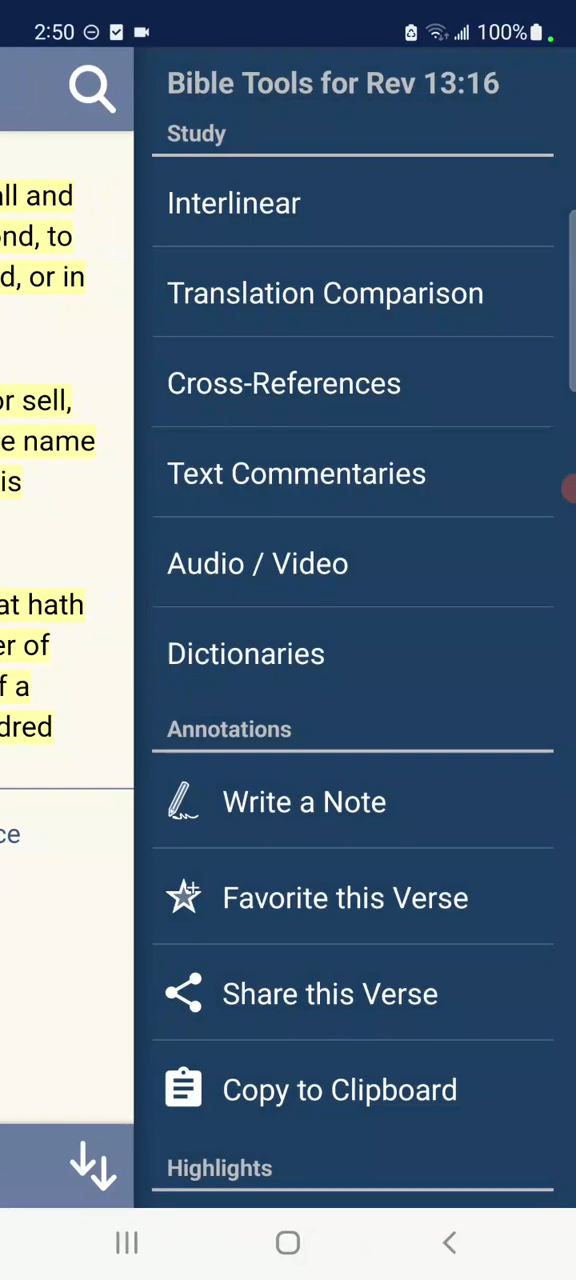 2:50
100%
Bible Tools for Rev 13:16
Study
all and
ond, to
d, or in
or sell,
e name
is
at hath
er of
f a
dred
ce
Interlinear
Translation Comparison
Cross-References
Text Commentaries
Audio / Video
Dictionaries
Annotations
Write a Note
Favorite this Verse
Share this Verse
Copy to Clipboard
Highlights